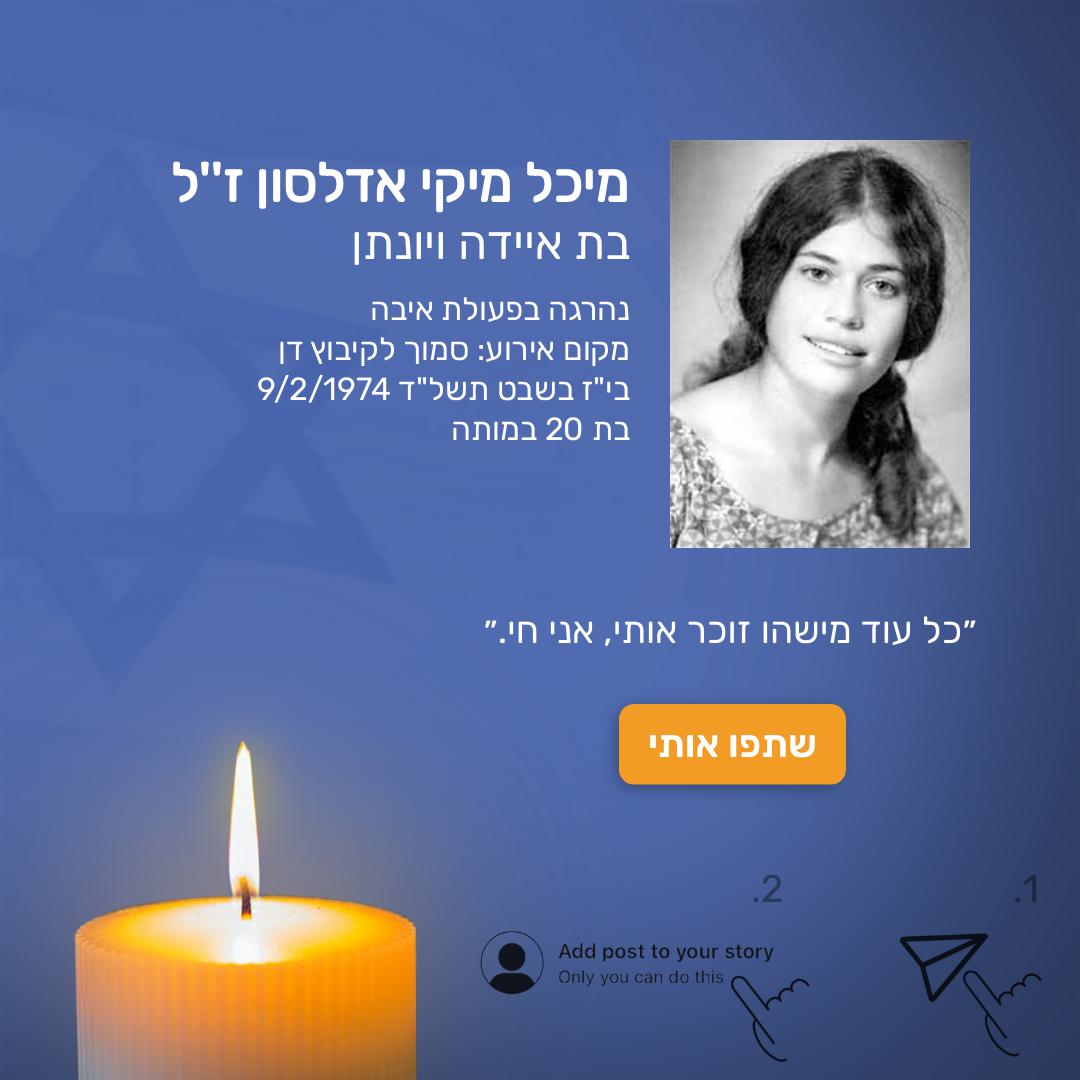 מיכל מיקי אדלסון ז"ל
בת איידה ויונתן
נהרגה בפעולת איבה
מקום אירוע: סמוך לקיבוץ דן
בי"ז בשבט תשל"ד 9/2/1974
בת 20 במותה
״כל עוד מישהו זוכר אותי, אני חי.״
שתפו אותי
1.
2.
Add post to your story
Only you can do this